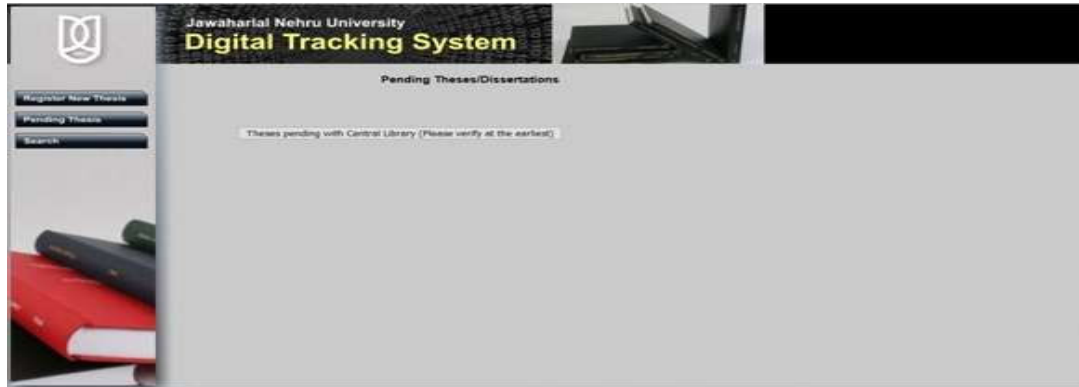 Jawaharlal Nehru University
Digital Tracking System
Pending Theses/Dissertations
Register New Thesis
Pending Thesis
Search
Theses pending with Central Library (Please verify at the earliest)